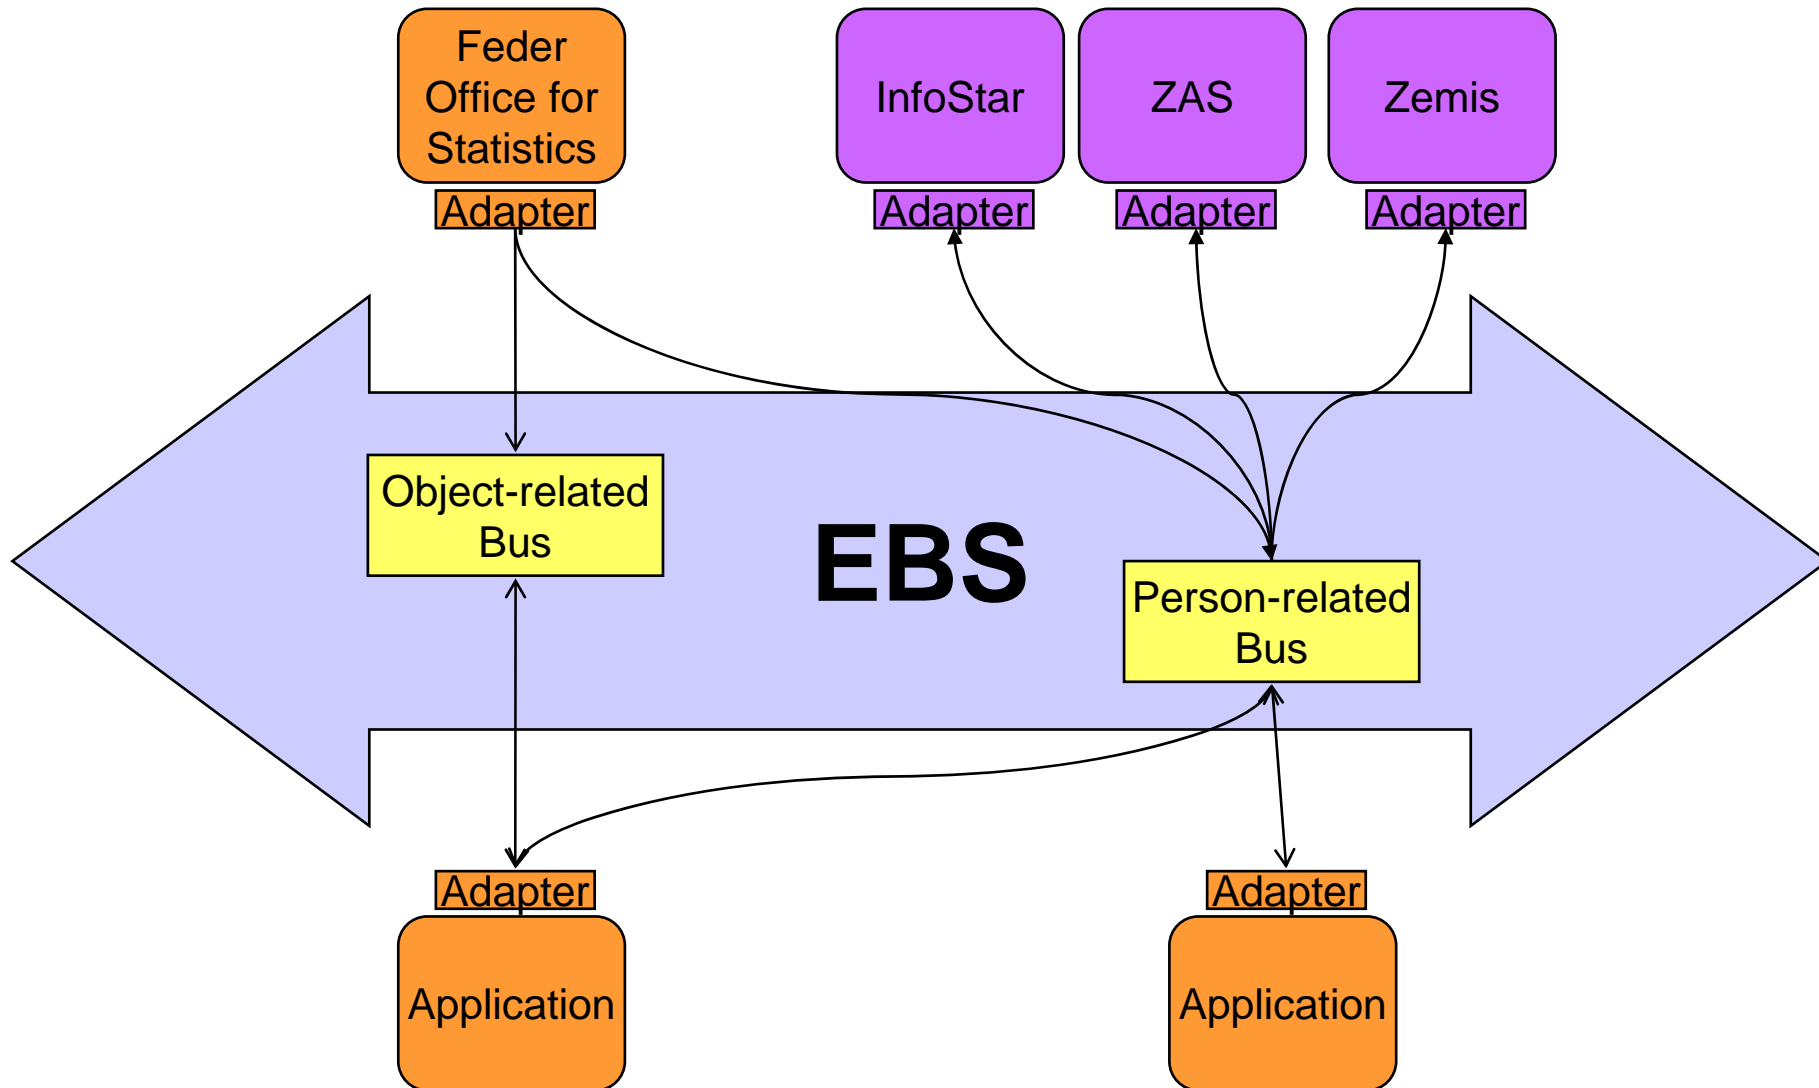 Feder
Office for
Statistics
InfoStar
ZAS
Zemis
Adapter
Adapter
Adapter
Adapter
Object-related
Bus
EBS
Person-related
Bus
Adapter
Adapter
Application
Application